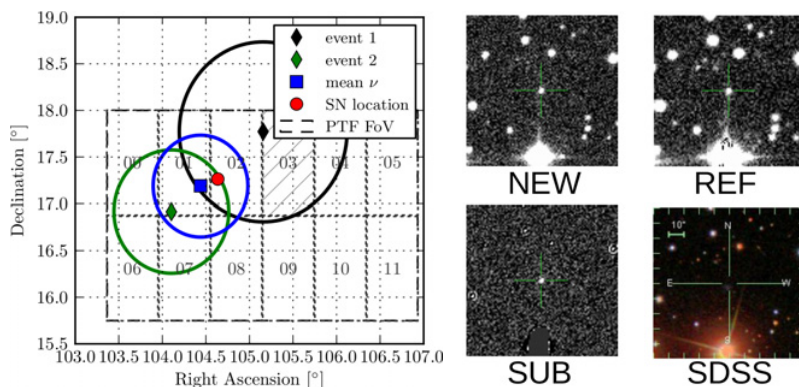 19.0
18.5
18.0
17.5
17.0
16.5
16.0
15.5
Declination [°]
event 1
event 2
mean ν
SN location
PTF FoV
00 01 02 03 04 05
06 07 08 09 10 11
103.0 103.5 104.0 104.5 105.0 105.5 106.0 106.5 107.0
Right Ascension [°]
NEW REF
10"
N
E W
S
SUB SDSS